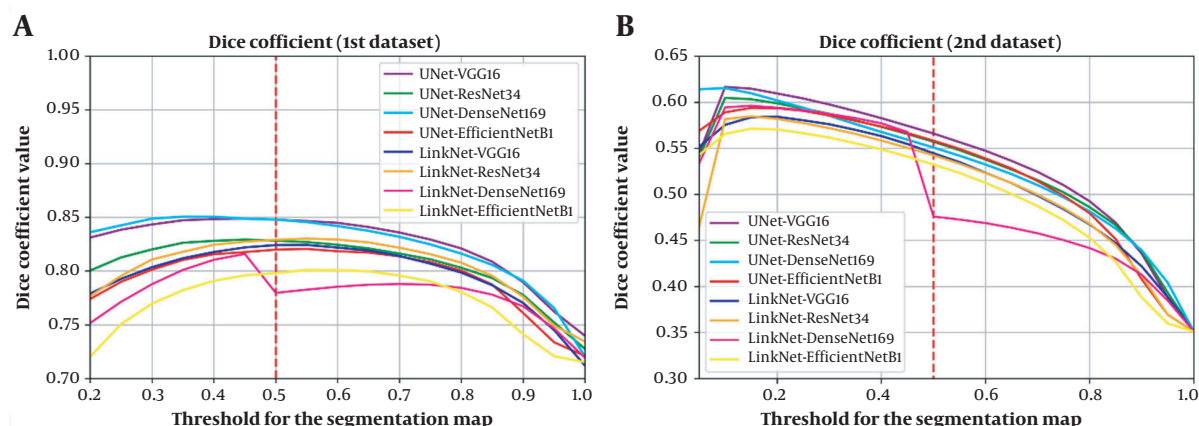 A
Dice cofficient (1st dataset)
Dice coefficient value
1.00
0.95
0.90
0.85
0.80
0.75
0.70
UNet-VGG16
UNet-ResNet34
UNet-DenseNet169
UNet-EfficientNetB1
LinkNet-VGG16
LinkNet-ResNet34
LinkNet-DenseNet169
LinkNet-EfficientNetB1
0.2 0.3 0.4 0.5 0.6 0.7 0.8 0.9 1.0
Threshold for the segmentation map
B
Dice cofficient (2nd dataset)
Dice coefficient value
0.65
0.60
0.55
0.50
0.45
0.40
0.35
0.30
UNet-VGG16
UNet-ResNet34
UNet-DenseNet169
UNet-EfficientNetB1
LinkNet-VGG16
LinkNet-ResNet34
LinkNet-DenseNet169
LinkNet-EfficientNetB1
0.2 0.4 0.6 0.8 1.0
Threshold for the segmentation map